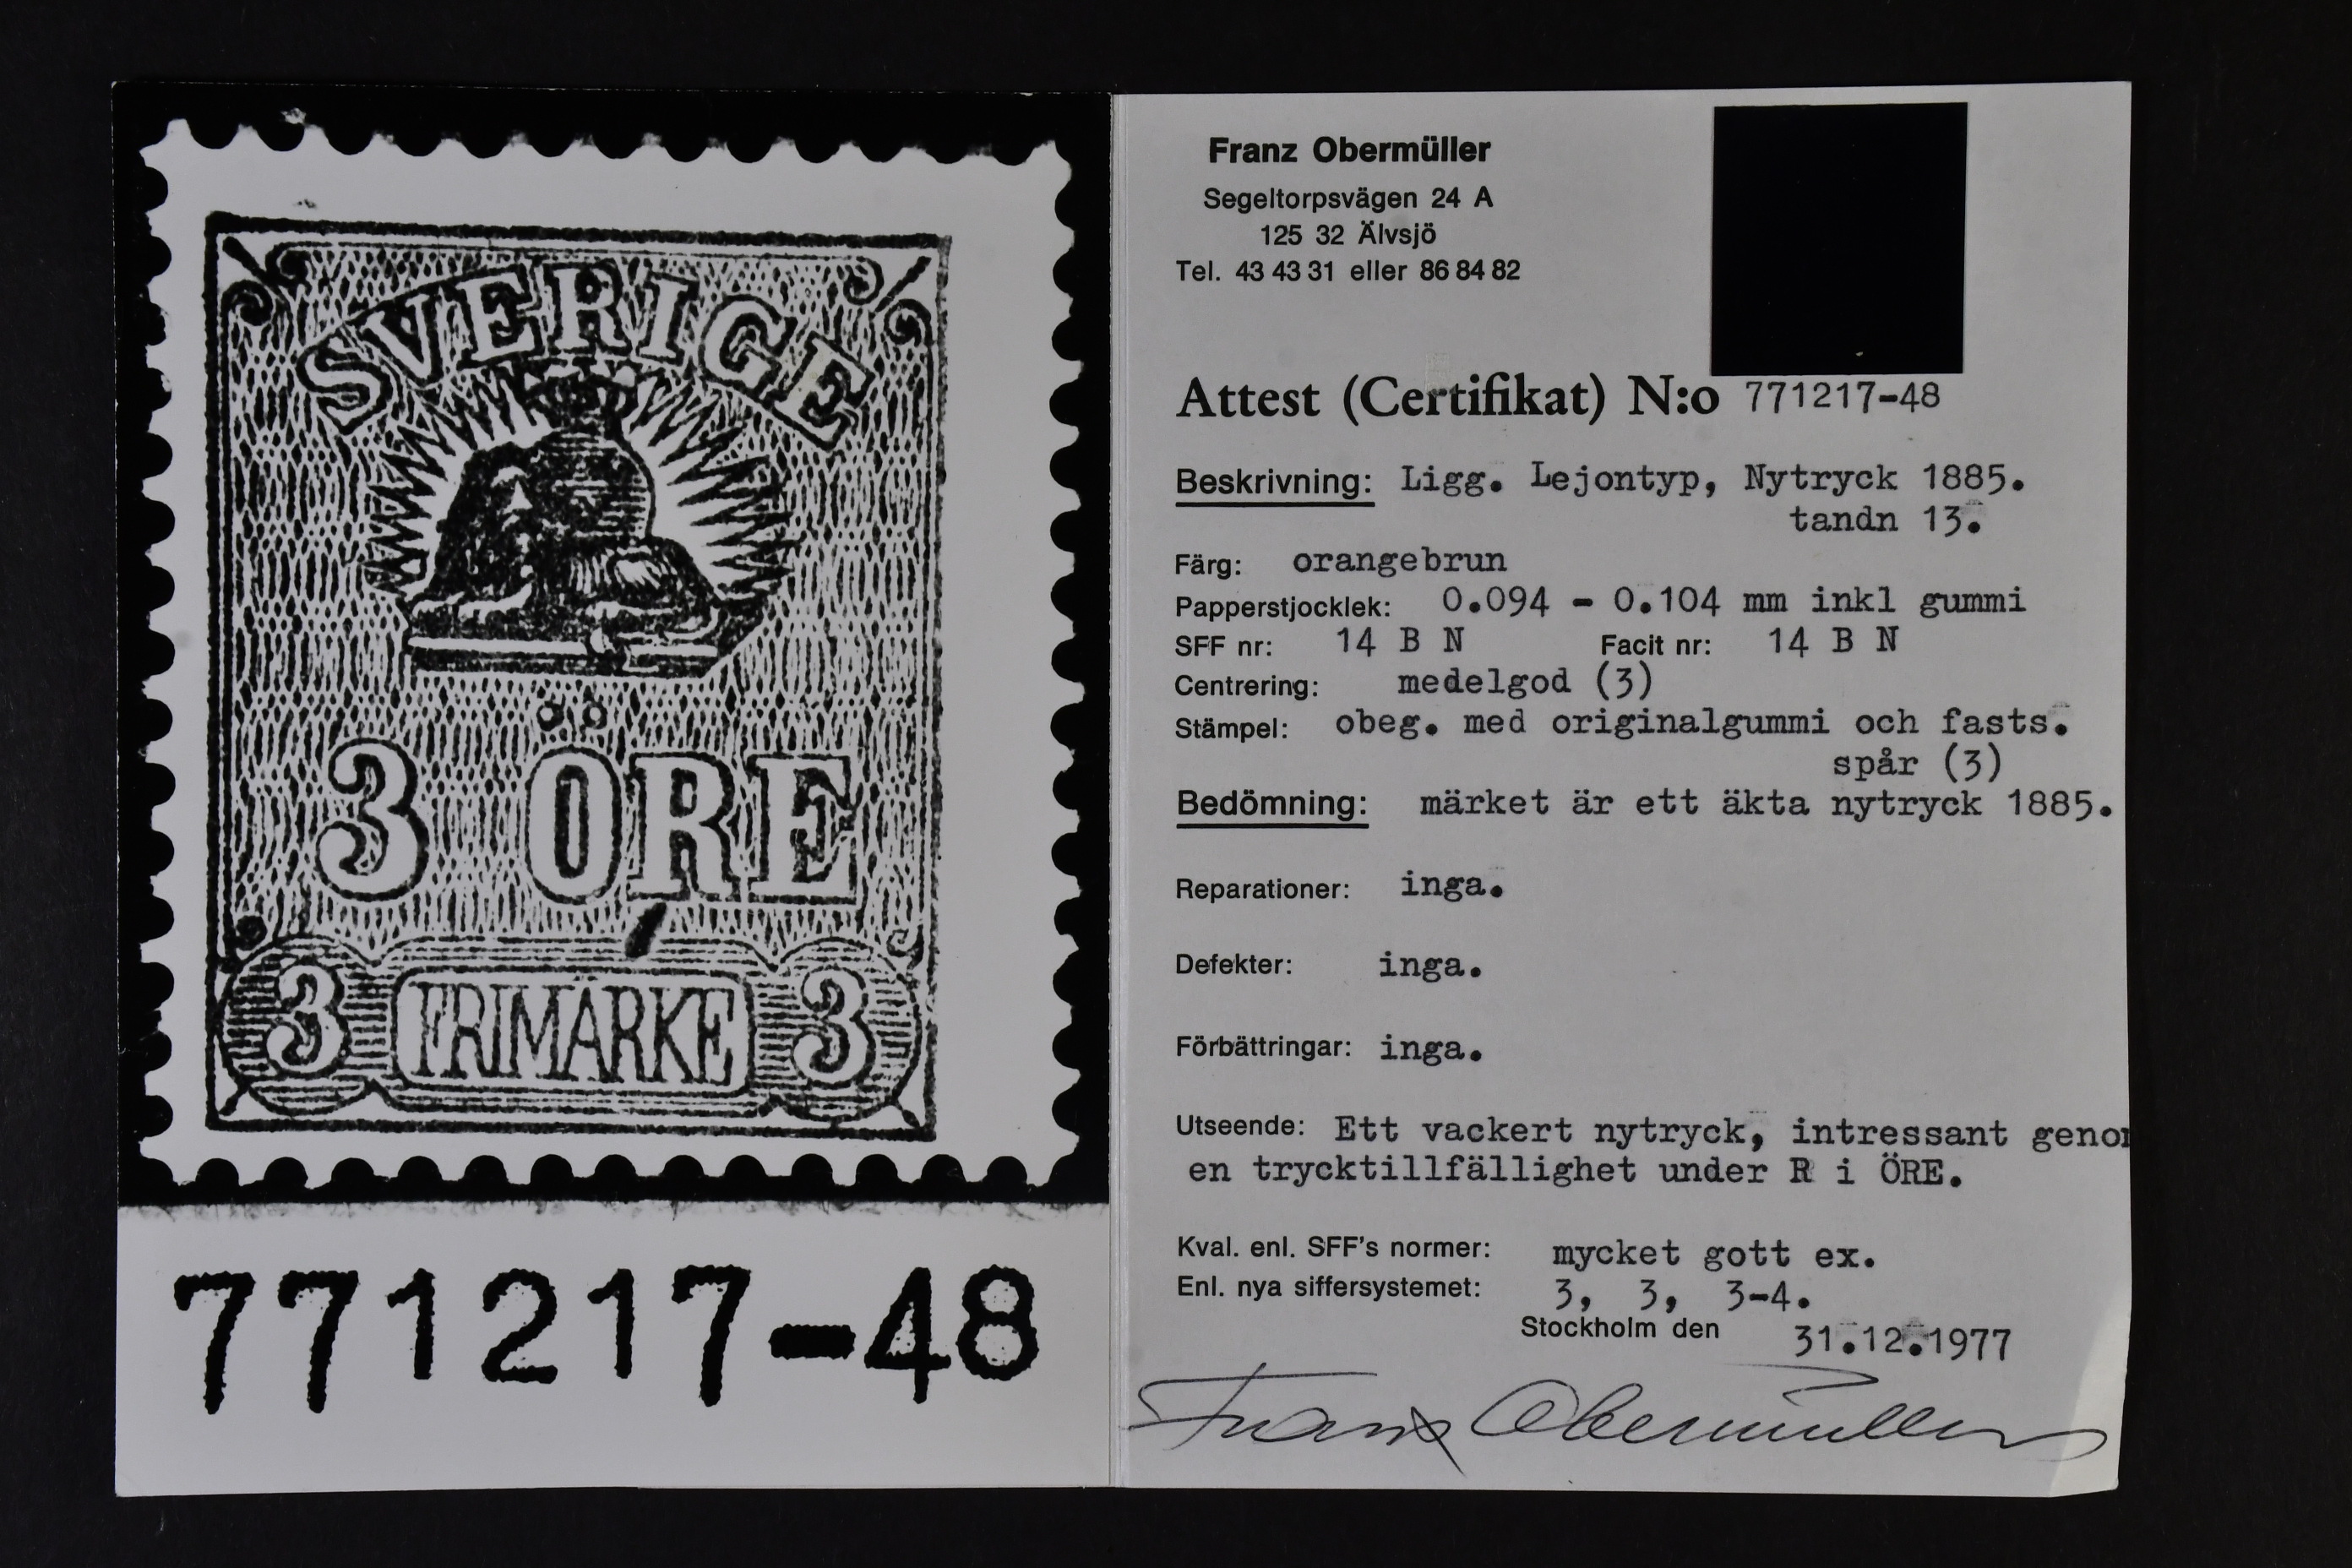 SVERIGE
3 ÖRE
3 FRIMÄRKE 3
771217-48
Franz Obermüller
Segeltorpsvägen 24 A
125 32 Älvsjö
Tel. 43 43 31 eller 86 84 82
Attest (Certifikat) N:o 771217-48
Beskrivning: Ligg. Lejontyp, Nytryck 1885.
tandn 13.
Färg: orangebrun
Papperstjocklek: 0.094 - 0.104 mm inkl gummi
SFF nr: 14 B N Facit nr: 14 B N
Centrering: medelgod (3)
Stämpel: obeg. med originalgummi och fasts.
spår (3)
Bedömning: märket är ett äkta nytryck 1885.
Reparationer: inga.
Defekter: inga.
Förbättringar: inga.
Utseende: Ett vackert nytryck, intressant geno
en trycktillfällighet under R i ÖRE.
Kval. enl. SFF's normer: mycket gott ex.
Enl. nya siffersystemet: 3, 3, 3-4.
Stockholm den 31.12.1977
Franz Obermüller